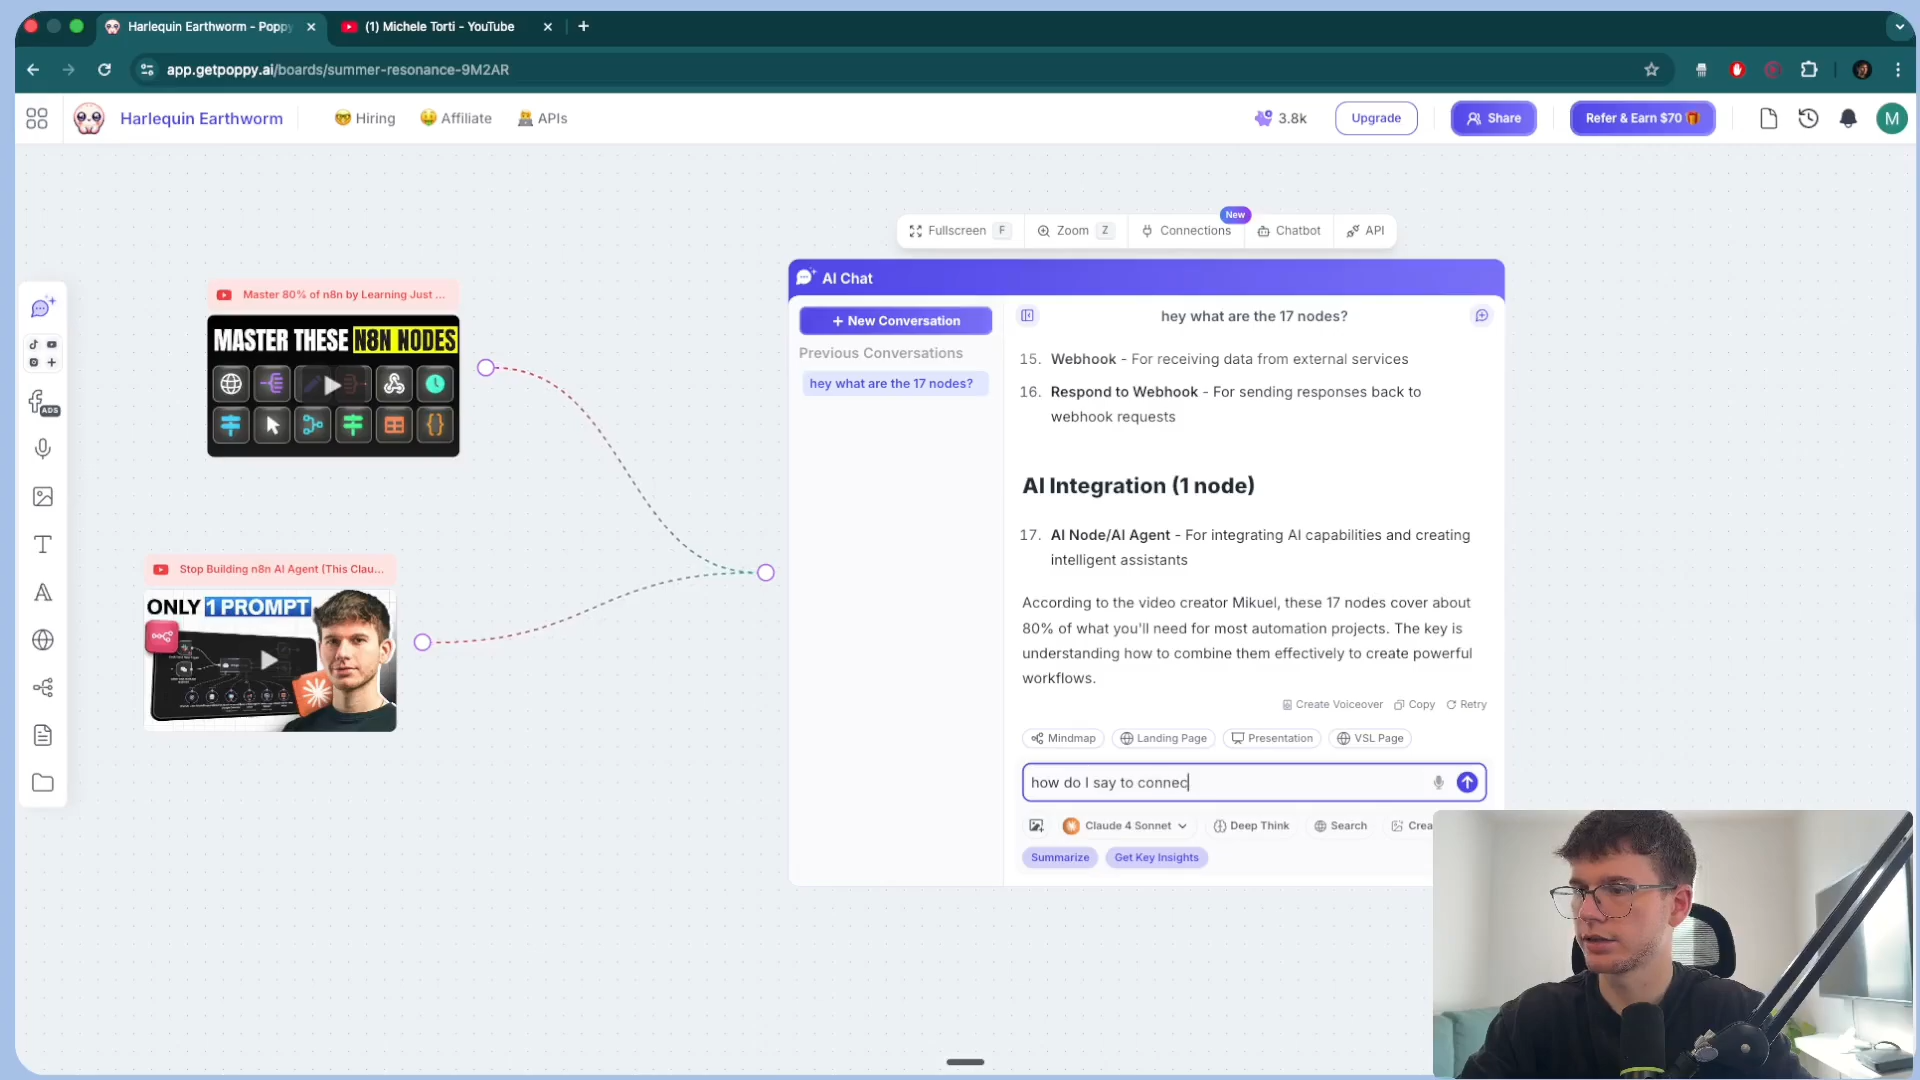 Harlequin Earthworm - Poppy
(1) Michele Torti - YouTube
app.getpoppy.ai/boards/summer-resonance-9M2AR
Harlequin Earthworm
Hiring
Affiliate
APIs
3.8k
Upgrade
Share
Refer & Earn $70
M
New
Fullscreen F
Zoom Z
Connections
Chatbot
API
Master 80% of n8n by Learning Just ...
MASTER THESE N8N NODES
ADS
Stop Building n8n AI Agent (This Clau...
ONLY 1 PROMPT
AI Chat
+ New Conversation
Previous Conversations
hey what are the 17 nodes?
hey what are the 17 nodes?
15. Webhook - For receiving data from external services
16. Respond to Webhook - For sending responses back to
webhook requests
AI Integration (1 node)
17. AI Node/AI Agent - For integrating AI capabilities and creating
intelligent assistants
According to the video creator Mikuel, these 17 nodes cover about
80% of what you'll need for most automation projects. The key is
understanding how to combine them effectively to create powerful
workflows.
Create Voiceover
Copy
Retry
Mindmap
Landing Page
Presentation
VSL Page
how do I say to connec
Claude 4 Sonnet
Deep Think
Search
Crea
Summarize
Get Key Insights